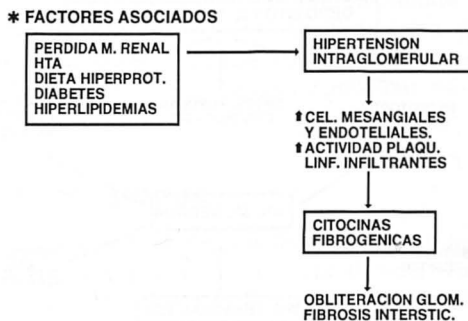 * FACTORES ASOCIADOS
PERDIDA M. RENAL
HTA
DIETA HIPERPROT.
DIABETES
HIPERLIPIDEMIAS
HIPERTENSION
INTRAGLOMERULAR
⬆CEL. MESANGIALES
Y ENDOTELIALES.
⬆ACTIVIDAD PLAQU.
LINF. INFILTRANTES
CITOCINAS
FIBROGENICAS
OBLITERACION GLOM.
FIBROSIS INTERSTIC.